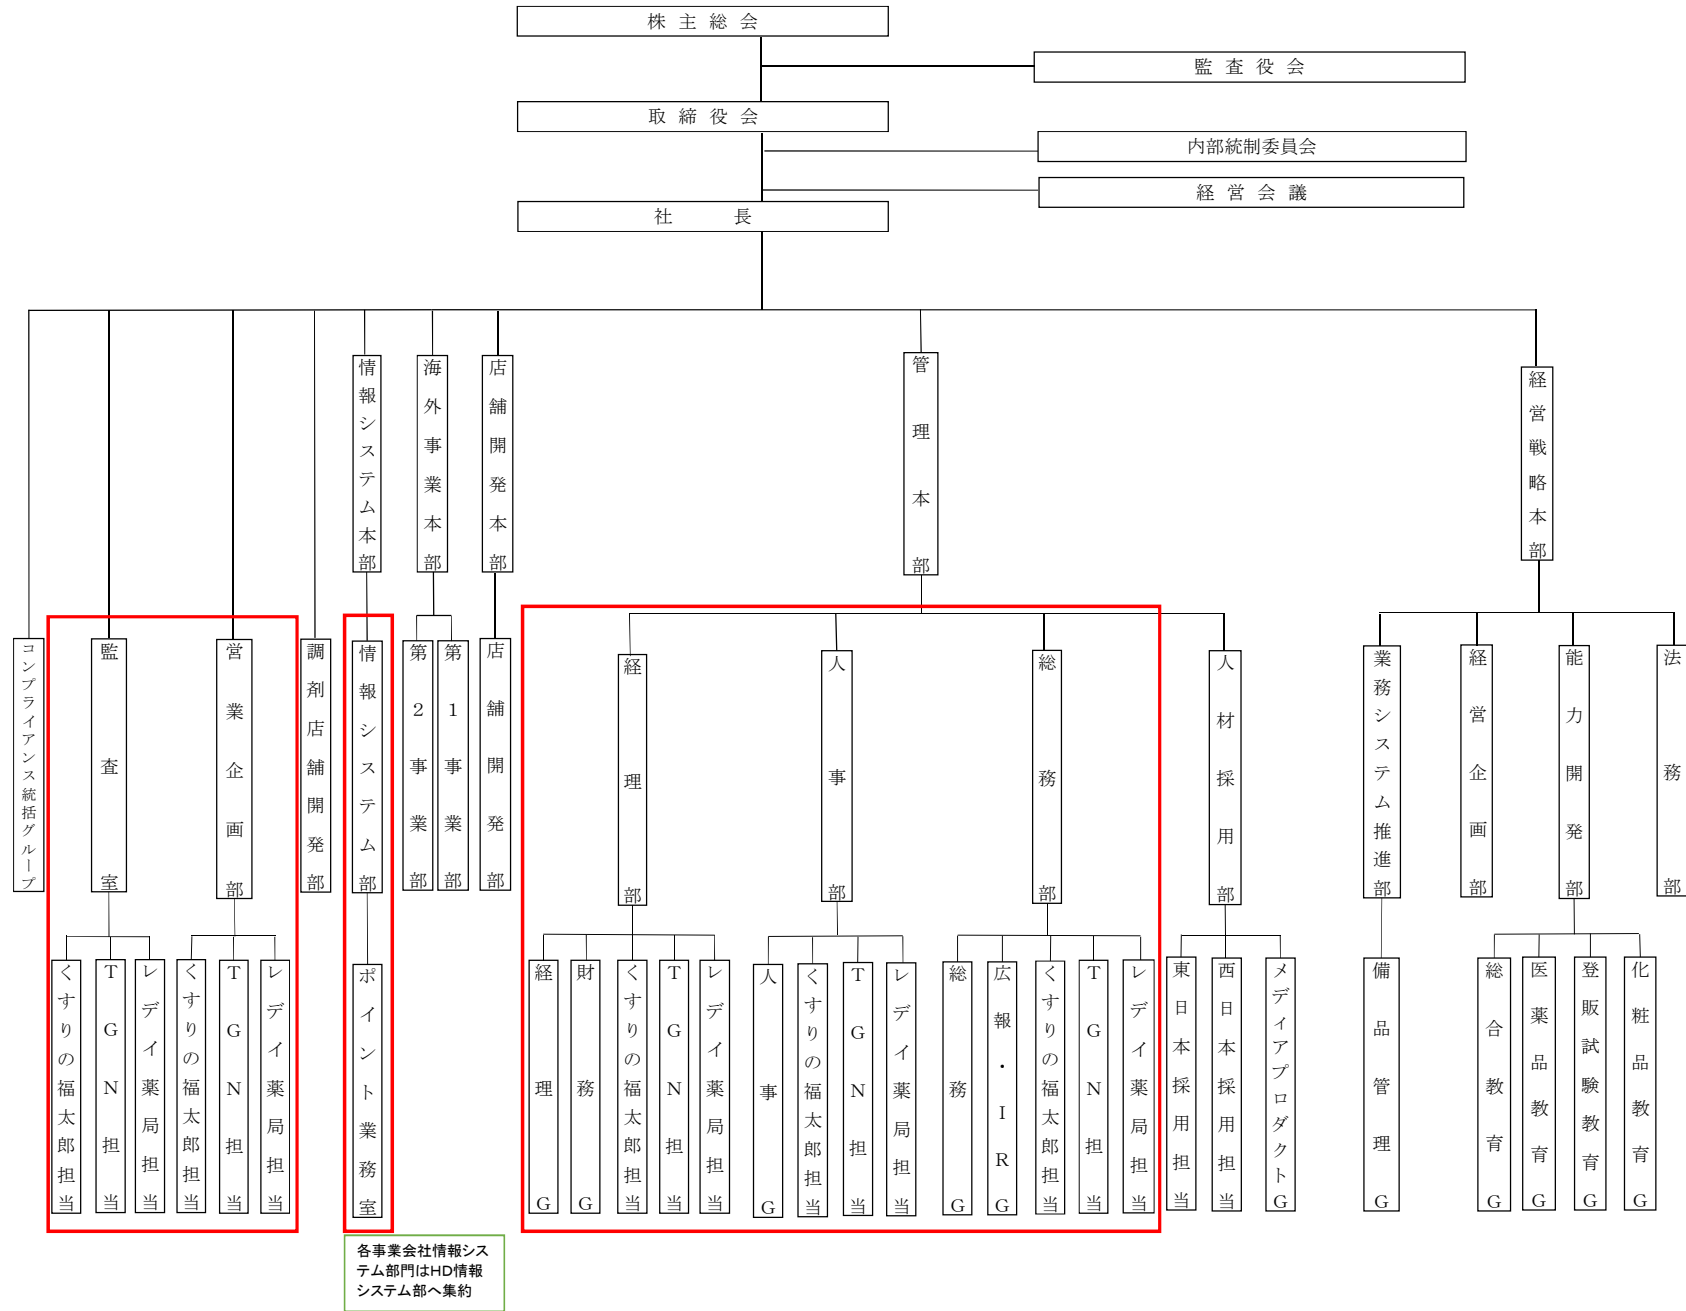 株主総会
監査役会
取締役会
内部統制委員会
経営会議
社長
情報システム本部
海外事業本部
店舗開発本部
管理本部
経営戦略本部
コンプライアンス統括グループ
監査室
営業企画部
調剤店舗開発部
情報システム部
第2事業部
第1事業部
店舗開発部
経理部
人事部
総務部
人材採用部
業務システム推進部
経営企画部
能力開発部
法務部
くすりの福太郎担当
TGN担当
レデイ薬局担当
くすりの福太郎担当
TGN担当
レデイ薬局担当
ポイント業務室
経理G
財務G
くすりの福太郎担当
TGN担当
レデイ薬局担当
人事G
くすりの福太郎担当
TGN担当
レデイ薬局担当
総務G
広報・IRG
くすりの福太郎担当
TGN担当
レデイ薬局担当
東日本採用担当
西日本採用担当
メディアプロダクトG
備品管理G
総合教育G
医薬品教育G
登販試験教育G
化粧品教育G
各事業会社情報シス
テム部門はHD情報
システム部へ集約